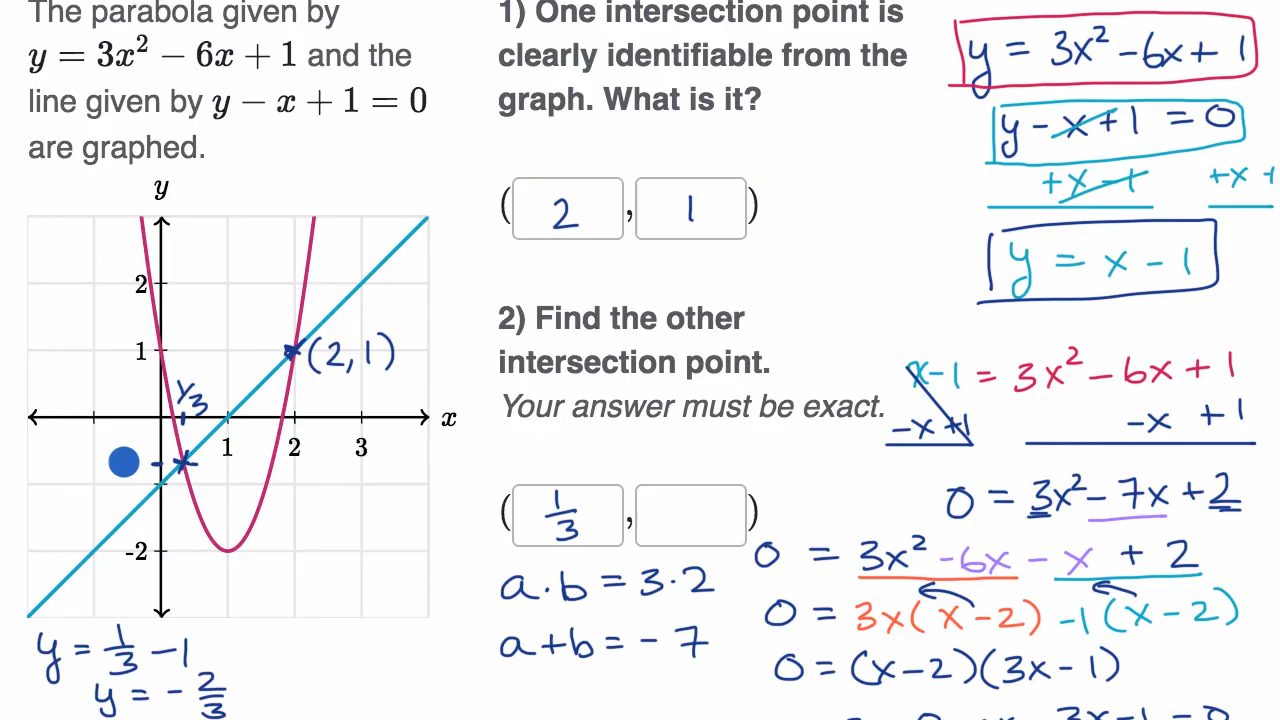 The parabola given by
y = 3x² − 6x + 1 and the
line given by y − x + 1 = 0
are graphed.
y
2
1
(2, 1)
1/3
x
1 2 3
-2
y = 1/3 − 1
y = − 2/3
1) One intersection point is
clearly identifiable from the
graph. What is it?
( 2 , 1 )
2) Find the other
intersection point.
Your answer must be exact.
( 1/3 , )
a · b = 3 · 2
a + b = − 7
y = 3x² − 6x + 1
y − x + 1 = 0
+x −1 +x +
y = x − 1
x − 1 = 3x² − 6x + 1
−x +1 −x +1
0 = 3x² − 7x + 2
0 = 3x² − 6x − x + 2
0 = 3x(x − 2) −1(x − 2)
0 = (x − 2)(3x − 1)
3x − 1 = 0